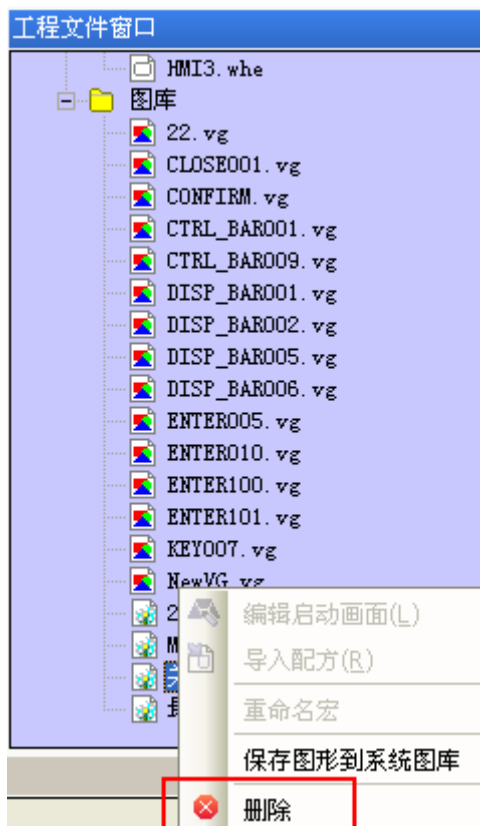 工程文件窗口
HMI3.whe
图库
22.vg
CLOSE001.vg
CONFIRM.vg
CTRL_BAR001.vg
CTRL_BAR009.vg
DISP_BAR001.vg
DISP_BAR002.vg
DISP_BAR005.vg
DISP_BAR006.vg
ENTER005.vg
ENTER010.vg
ENTER100.vg
ENTER101.vg
KEY007.vg
NewVG.vg
2
M
编辑启动画面(L)
导入配方(R)
重命名宏
保存图形到系统图库
删除